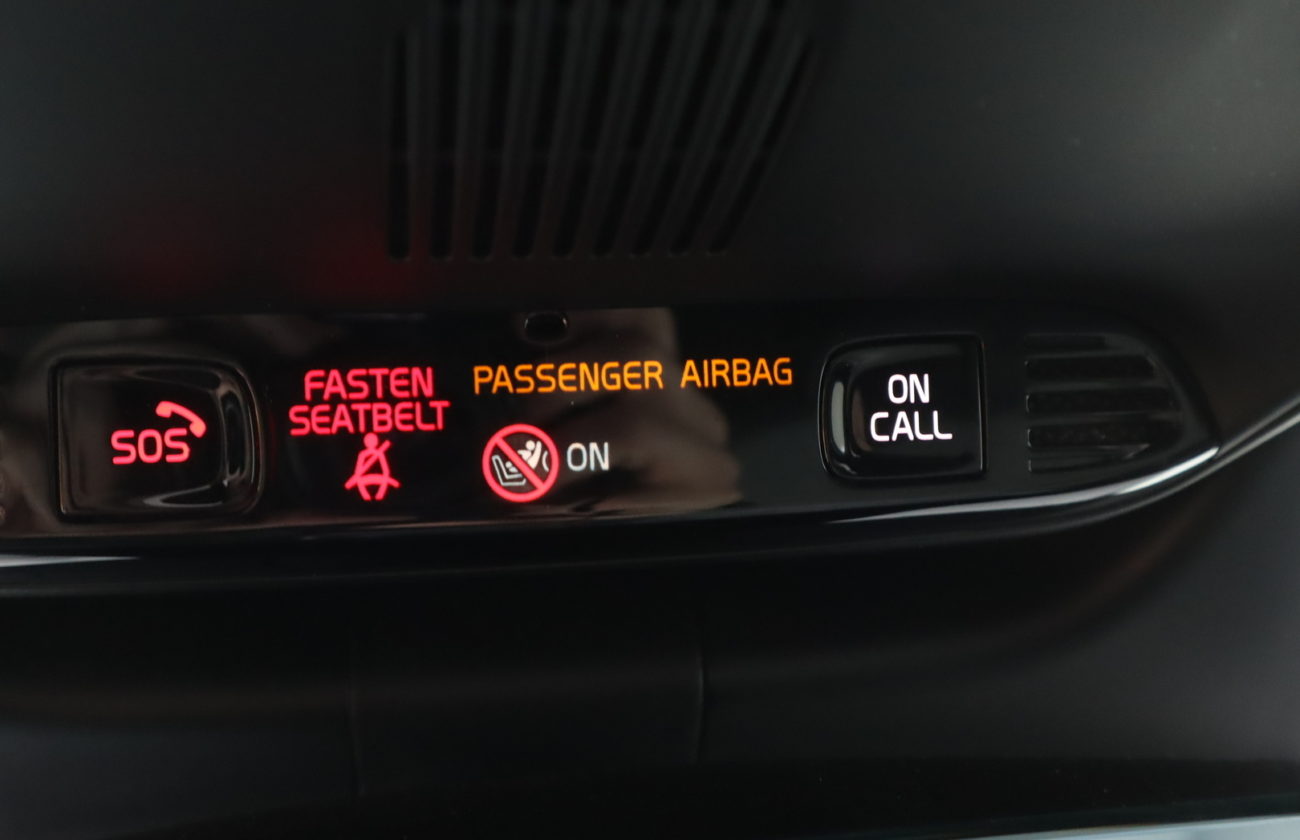 SOS
FASTEN
SEATBELT
PASSENGER AIRBAG
ON
ON
CALL